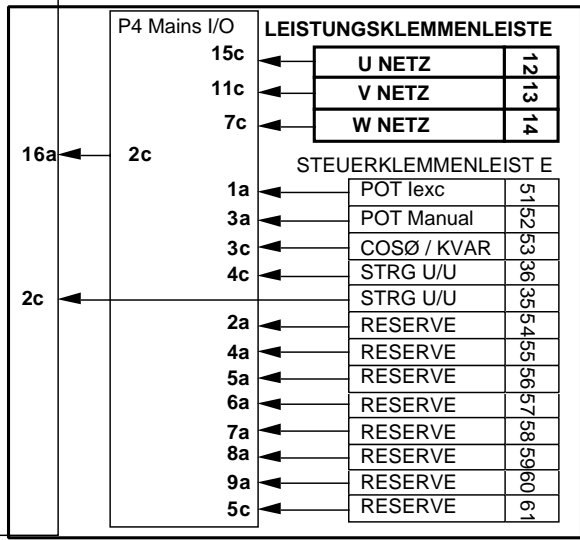 P4 Mains I/O LEISTUNGSKLEMMENLEISTE
15c U NETZ 12
11c V NETZ 13
7c W NETZ 14
16a 2c
STEUERKLEMMENLEIST E
1a POT Iexc 51
3a POT Manual 52
3c COSØ / KVAR 53
4c STRG U/U 36
2c STRG U/U 35
2a RESERVE 54
4a RESERVE 55
5a RESERVE 56
6a RESERVE 57
7a RESERVE 58
8a RESERVE 59
9a RESERVE 60
5c RESERVE 61